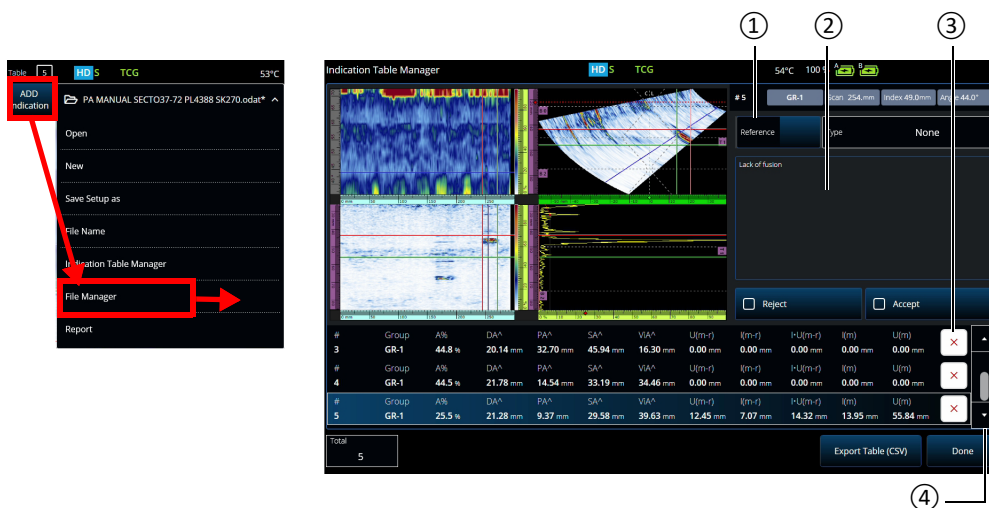 ① ② ③
Table 5 HD S TCG 53°C
ADD
Indication
PA MANUAL SECTO37-72 PL4388 SK270.odat*
Open
New
Save Setup as
File Name
Indication Table Manager
File Manager
Report
Indication Table Manager HD S TCG 54°C 100 A B
# 5 GR-1 Scan 254.mm Index 49.0mm Angle 44.0°
Reference Type None
Lack of fusion
Reject Accept
# Group A% DA^ PA^ SA^ ViA^ U(m-r) I(m-r) I-U(m-r) I(m) U(m)
3 GR-1 44.8 % 20.14 mm 32.70 mm 45.94 mm 16.30 mm 0.00 mm 0.00 mm 0.00 mm 0.00 mm 0.00 mm
# Group A% DA^ PA^ SA^ ViA^ U(m-r) I(m-r) I-U(m-r) I(m) U(m)
4 GR-1 44.5 % 21.78 mm 14.54 mm 33.19 mm 34.46 mm 0.00 mm 0.00 mm 0.00 mm 0.00 mm 0.00 mm
# Group A% DA^ PA^ SA^ ViA^ U(m-r) I(m-r) I-U(m-r) I(m) U(m)
5 GR-1 25.5 % 21.28 mm 9.37 mm 29.58 mm 39.63 mm 12.45 mm 7.07 mm 14.32 mm 13.95 mm 55.84 mm
Total
5
Export Table (CSV) Done
④